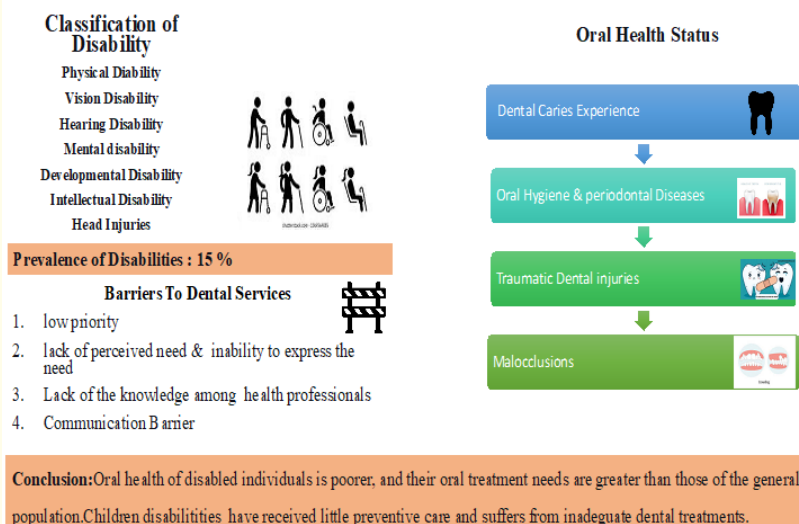 Classification of
Disability
Physical Diability
Vision Disability
Hearing Disability
Mental disability
Developmental Disability
Intellectual Disability
Head Injuries
Prevalence of Disabilities : 15 %
Barriers To Dental Services
1. low priority
2. lack of perceived need & inability to express the
need
3. Lack of the knowledge among health professionals
4. Communication Barrier
Oral Health Status
Dental Caries Experience
Oral Hygiene & periodontal Diseases
Traumatic Dental injuries
Malocclusions
Conclusion:Oral health of disabled individuals is poorer, and their oral treatment needs are greater than those of the general
population.Children disabilitities have received little preventive care and suffers from inadeguate dental treatments.